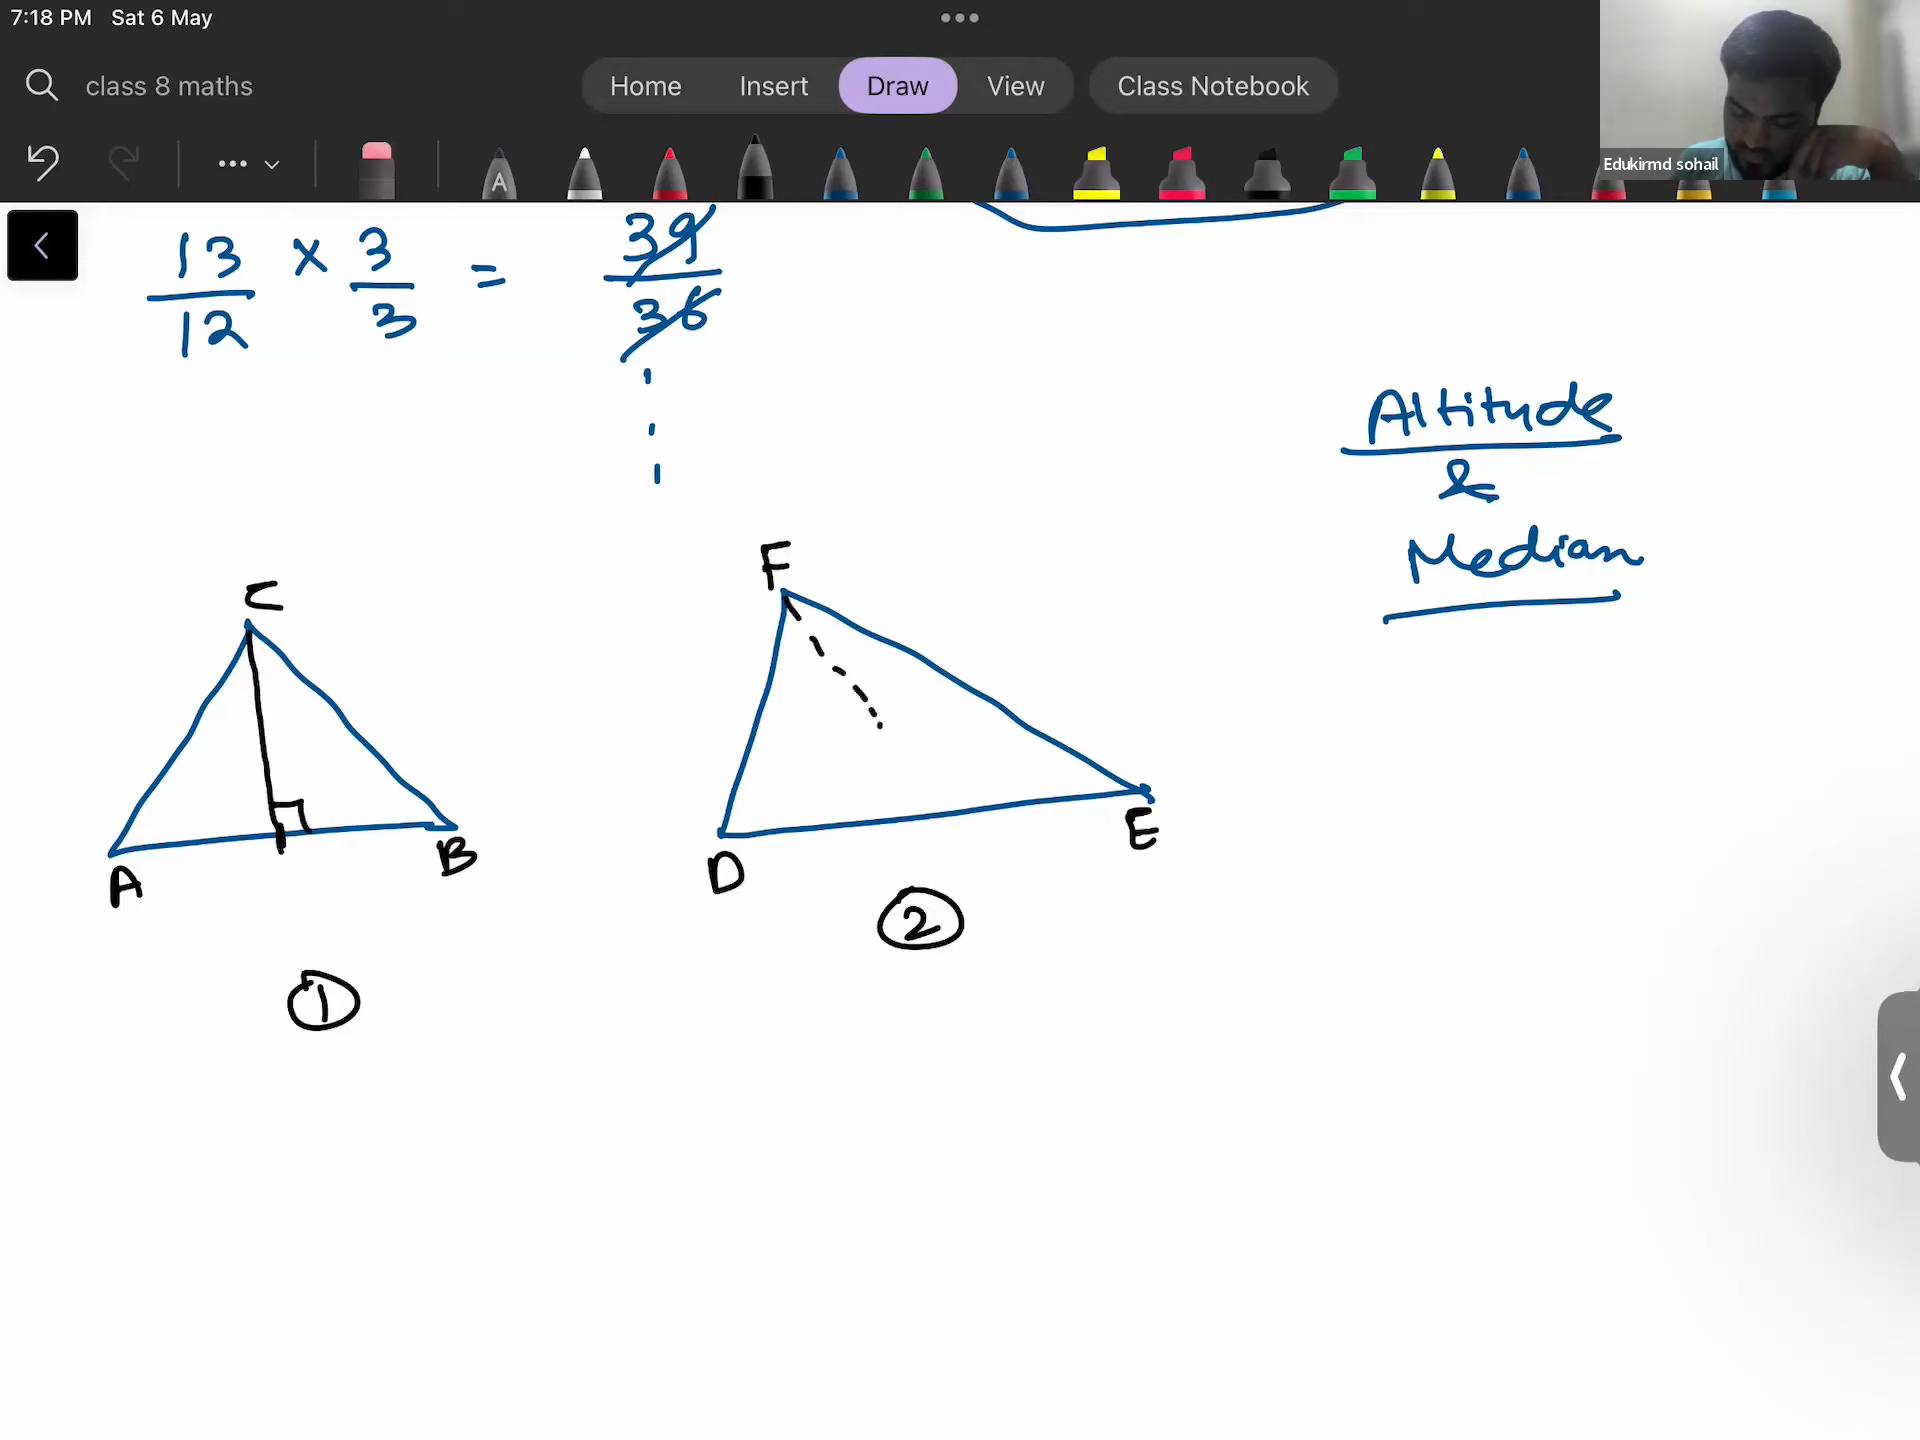 7:18 PM Sat 6 May
class 8 maths
Home Insert Draw View Class Notebook
A
Edukirmd sohail
13/12 × 3/3 = 39/36
Altitude
&
Median
F
C
A
B
D
E
2
1